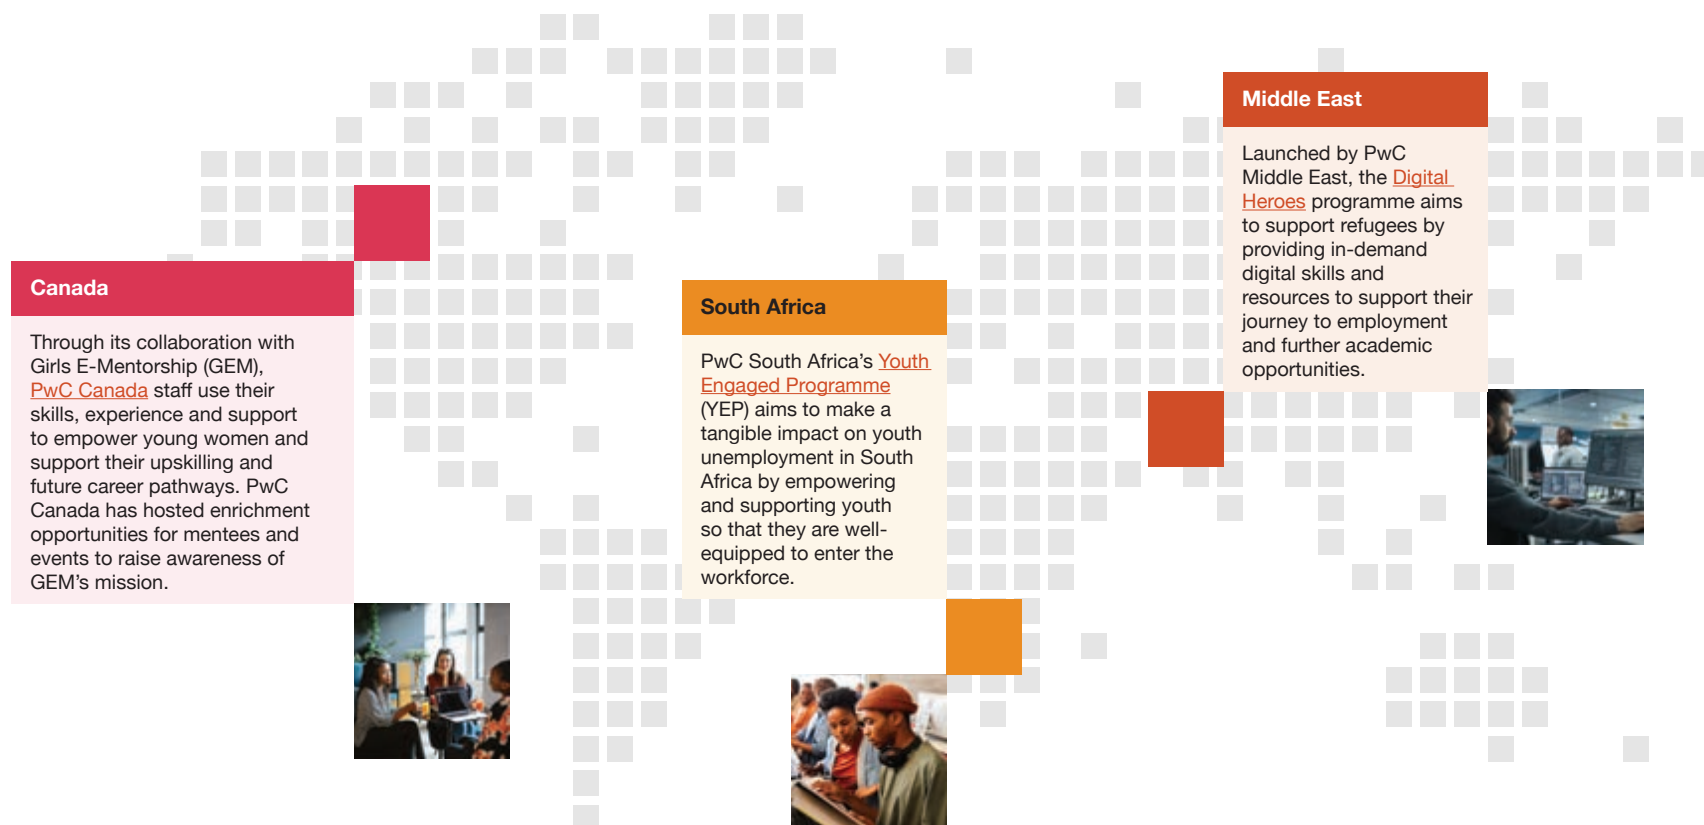 Canada
Through its collaboration with
Girls E-Mentorship (GEM),
PwC Canada staff use their
skills, experience and support
to empower young women and
support their upskilling and
future career pathways. PwC
Canada has hosted enrichment
opportunities for mentees and
events to raise awareness of
GEM’s mission.
South Africa
PwC South Africa’s Youth
Engaged Programme
(YEP) aims to make a
tangible impact on youth
unemployment in South
Africa by empowering
and supporting youth
so that they are well-
equipped to enter the
workforce.
Middle East
Launched by PwC
Middle East, the Digital
Heroes programme aims
to support refugees by
providing in-demand
digital skills and
resources to support their
journey to employment
and further academic
opportunities.